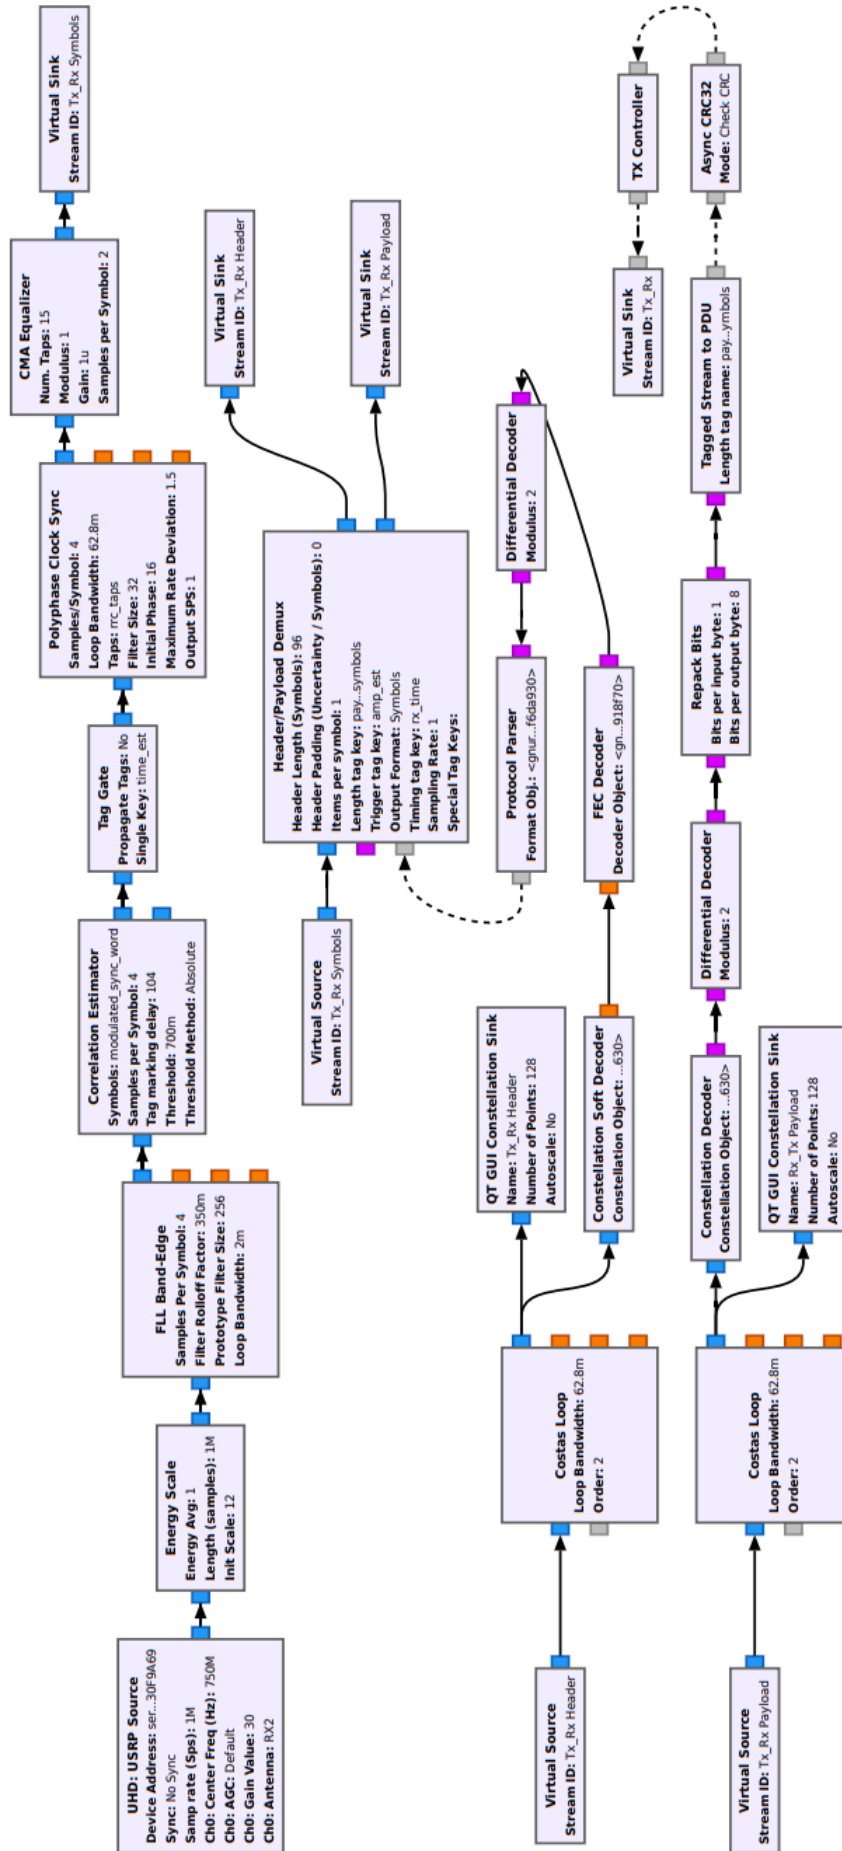 UHD: USRP Source
Device Address: ser...30F9A69
Sync: No Sync
Samp rate (Sps): 1M
Ch0: Center Freq (Hz): 750M
Ch0: AGC: Default
Ch0: Gain Value: 30
Ch0: Antenna: RX2
Energy Scale
Energy Avg: 1
Length (samples): 1M
Init Scale: 12
FLL Band-Edge
Samples Per Symbol: 4
Filter Rolloff Factor: 350m
Prototype Filter Size: 256
Loop Bandwidth: 2m
Correlation Estimator
Symbols: modulated_sync_word
Samples per Symbol: 4
Tag marking delay: 104
Threshold: 700m
Threshold Method: Absolute
Tag Gate
Propagate Tags: No
Single Key: time_est
Polyphase Clock Sync
Samples/Symbol: 4
Loop Bandwidth: 62.8m
Taps: rrc_taps
Filter Size: 32
Initial Phase: 16
Maximum Rate Deviation: 1.5
Output SPS: 1
CMA Equalizer
Num. Taps: 15
Modulus: 1
Gain: 1u
Samples per Symbol: 2
Virtual Sink
Stream ID: Tx_Rx Symbols
Virtual Source
Stream ID: Tx_Rx Symbols
Header/Payload Demux
Header Length (Symbols): 96
Header Padding (Uncertainty / Symbols): 0
Items per symbol: 1
Length tag key: pay...symbols
Trigger tag key: amp_est
Output Format: Symbols
Timing tag key: rx_time
Sampling Rate: 1
Special Tag Keys:
Virtual Sink
Stream ID: Tx_Rx Header
Virtual Sink
Stream ID: Tx_Rx Payload
Virtual Source
Stream ID: Tx_Rx Header
Costas Loop
Loop Bandwidth: 62.8m
Order: 2
QT GUI Constellation Sink
Name: Tx_Rx Header
Number of Points: 128
Autoscale: No
Constellation Soft Decoder
Constellation Object: ...630>
FEC Decoder
Decoder Object: <gn...918f70>
Protocol Parser
Format Obj.: <gnur...f6da930>
Differential Decoder
Modulus: 2
Virtual Source
Stream ID: Tx_Rx Payload
Costas Loop
Loop Bandwidth: 62.8m
Order: 2
Constellation Decoder
Constellation Object: ...630>
QT GUI Constellation Sink
Name: Rx_Tx Payload
Number of Points: 128
Autoscale: No
Differential Decoder
Modulus: 2
Repack Bits
Bits per input byte: 1
Bits per output byte: 8
Tagged Stream to PDU
Length tag name: pay...ymbols
Async CRC32
Mode: Check CRC
TX Controller
Virtual Sink
Stream ID: Tx_Rx